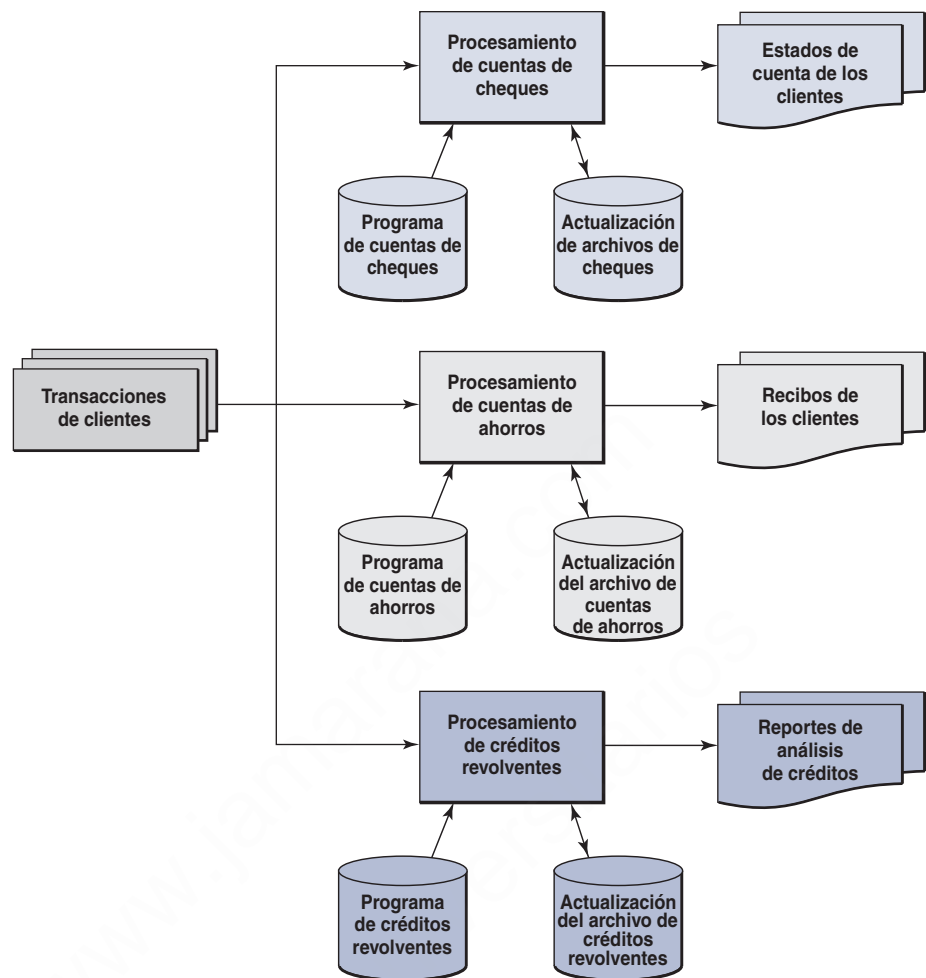 Procesamiento
de cuentas de
cheques
Estados de
cuenta de los
clientes
Programa
de cuentas de
cheques
Actualización
de archivos de
cheques
Transacciones
de clientes
Procesamiento
de cuentas de
ahorros
Recibos de
los clientes
Programa
de cuentas de
ahorros
Actualización
del archivo de
cuentas
de ahorros
Procesamiento
de créditos
revolventes
Reportes de
análisis
de créditos
Programa
de créditos
revolventes
Actualización
del archivo de
créditos
revolventes